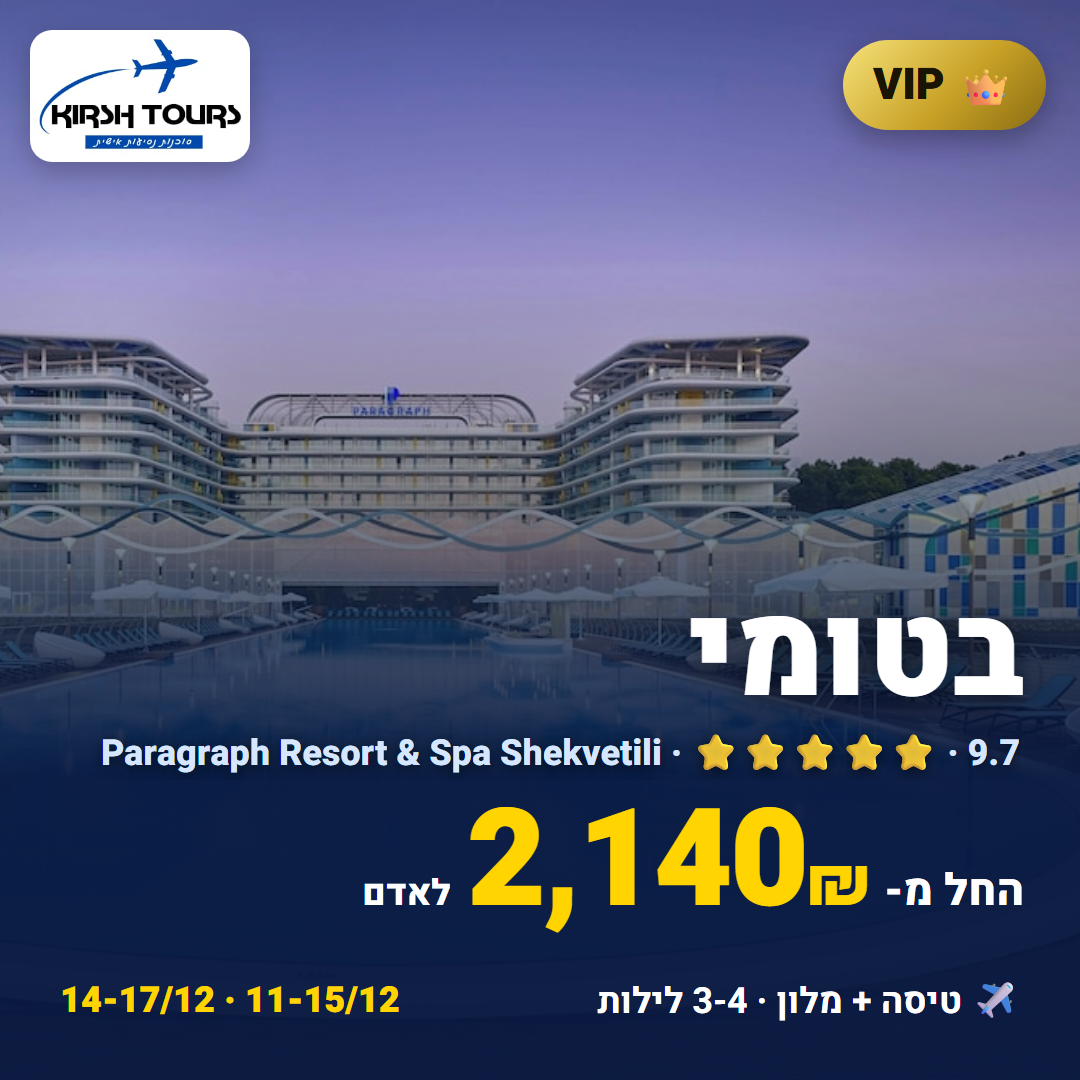 KIRSH TOURS
סוכנות נסיעות אישית
VIP
PARAGRAPH
בטומי
Paragraph Resort & Spa Shekvetili · ⭐⭐⭐⭐⭐ · 9.7
החל מ- ₪2,140 לאדם
✈️ טיסה + מלון · 3-4 לילות
11-15/12 · 14-17/12